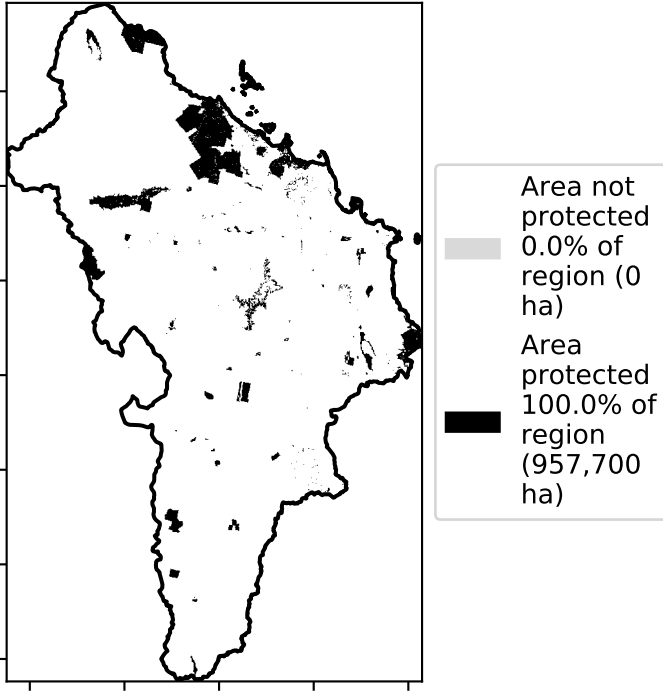 Area not
protected
0.0% of
region (0
ha)
Area
protected
100.0% of
region
(957,700
ha)